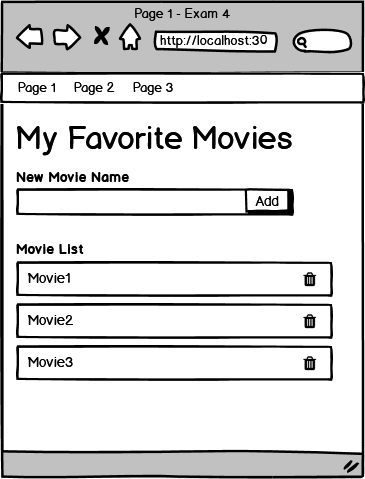 Page 1 - Exam 4
http://localhost:30
Page 1 Page 2 Page 3
My Favorite Movies
New Movie Name
Add
Movie List
Movie1
Movie2
Movie3